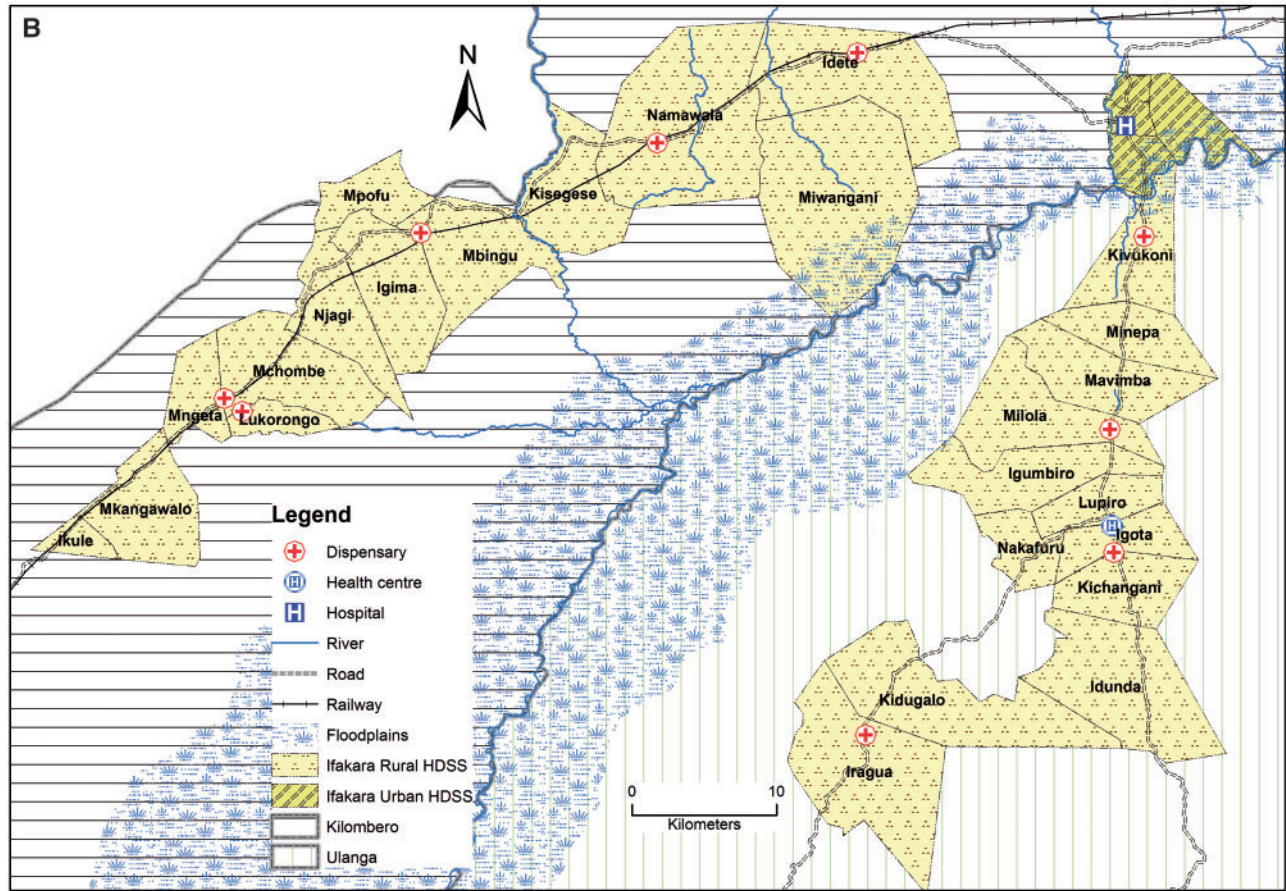 B
N
Idete
Namawala
Mpofu
Kisegese
Miwangani
Mbingu
Kivukoni
Igima
Njagi
Minepa
Mchombe
Mavimba
Mngeta
Lukorongo
Milola
Igumbiro
Mkangawalo
Lupiro
Ikule
Igota
Nakafuru
Kichangani
Idunda
Kidugalo
Iragua
H
Legend
Dispensary
H Health centre
H Hospital
River
Road
Railway
Floodplains
Ifakara Rural HDSS
Ifakara Urban HDSS
Kilombero
Ulanga
0 10
Kilometers